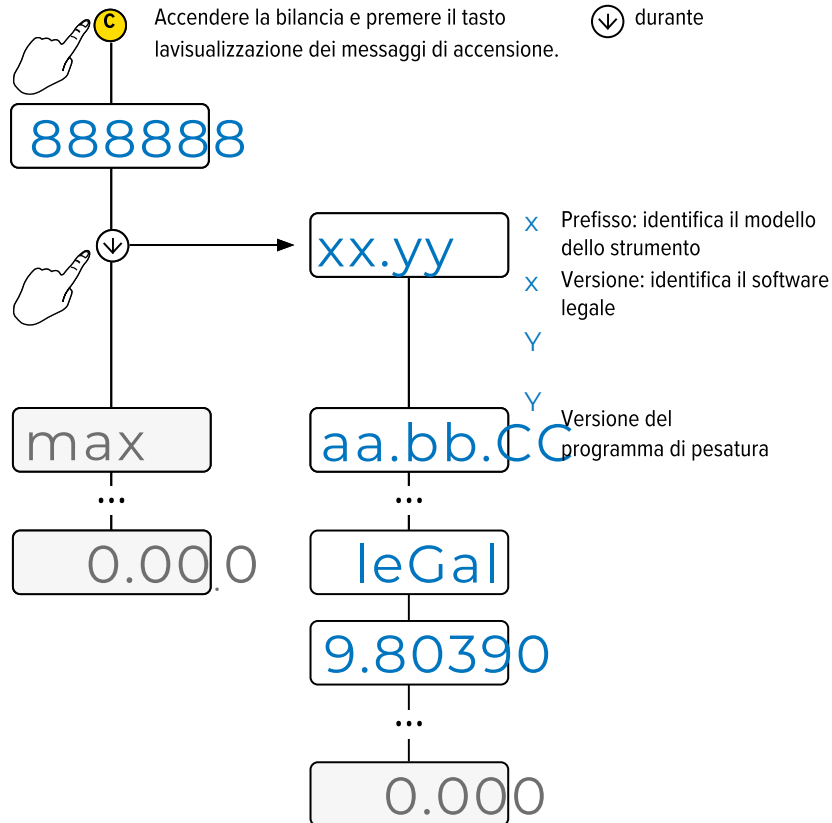 C
Accendere la bilancia e premere il tasto durante
lavisualizzazione dei messaggi di accensione.
888888
xx.yy
x Prefisso: identifica il modello
dello strumento
x Versione: identifica il software
legale
Y
Y
max
aa.bb.CC
Versione del
programma di pesatura
...
...
0.00.0
leGal
9.80390
...
0.000